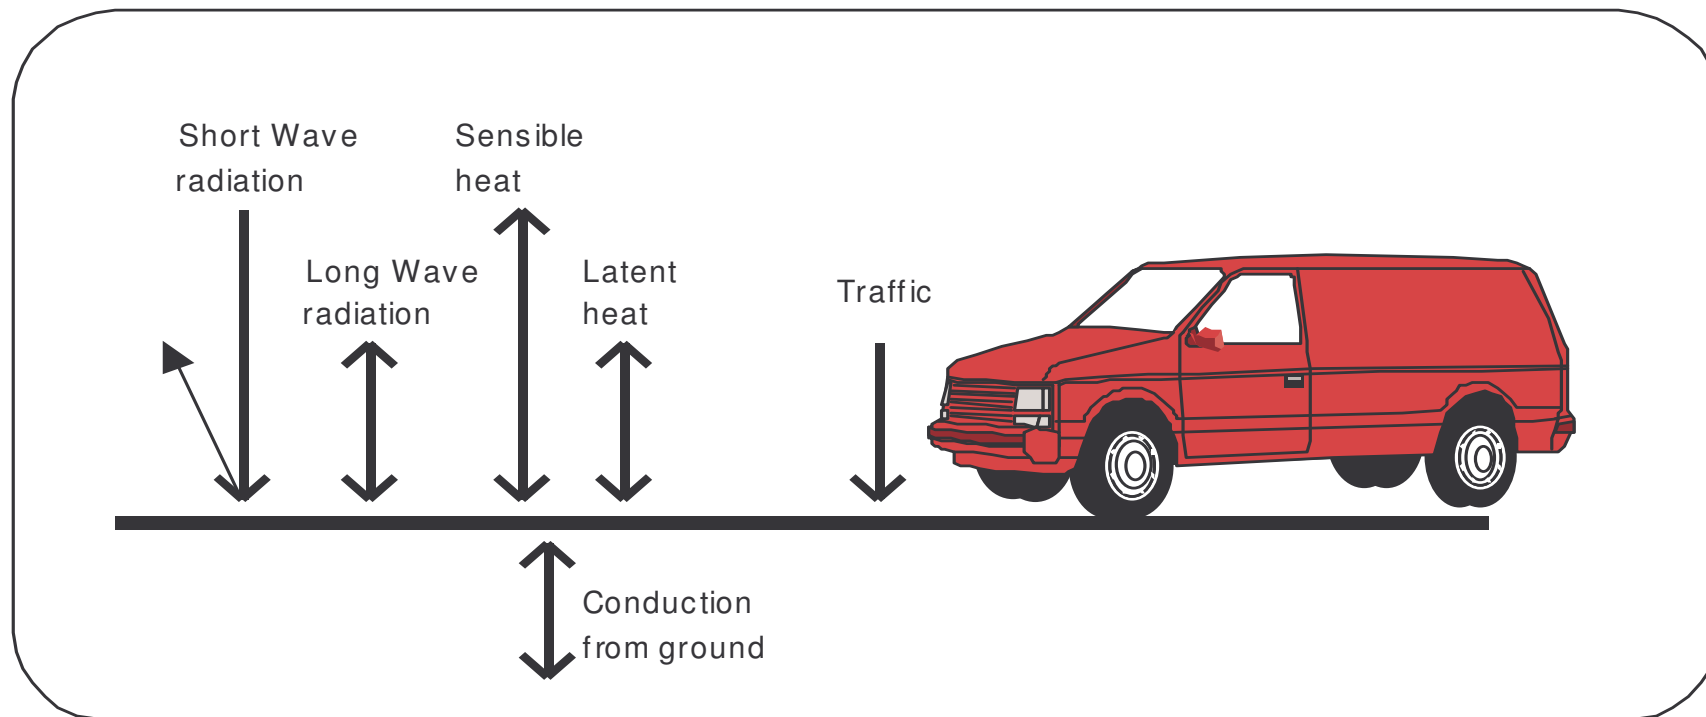 Short Wave
radiation
Sensible
heat
Long Wave
radiation
Latent
heat
Traffic
Conduction
from ground